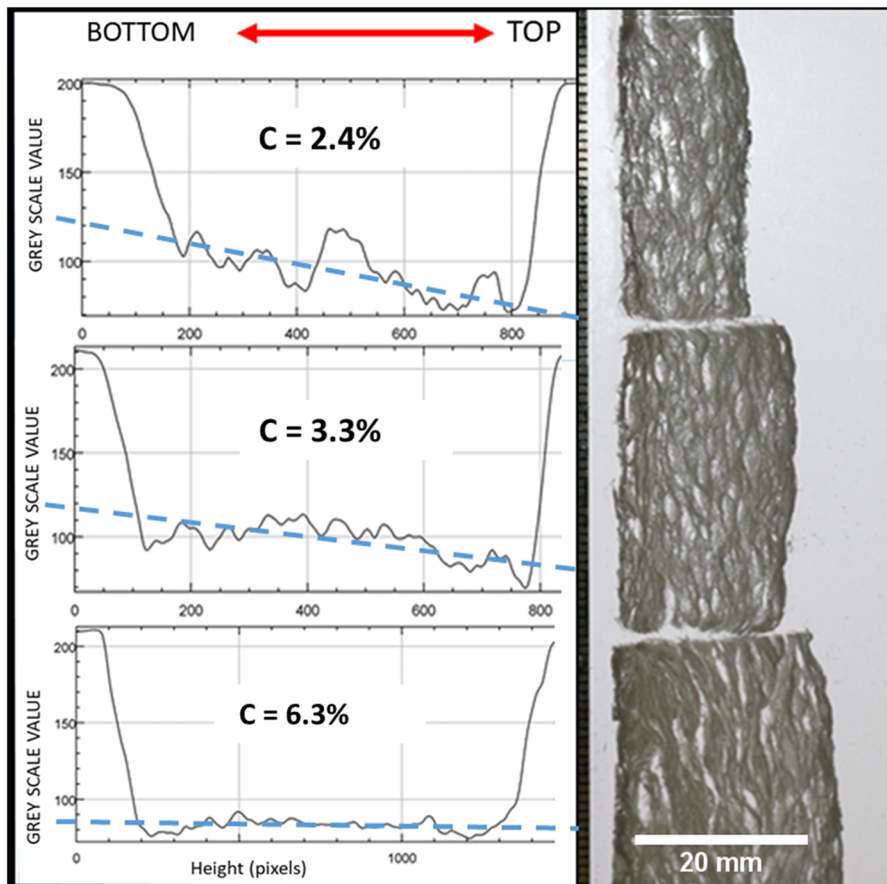 BOTTOM TOP
200
150
100
GREY SCALE VALUE
C = 2.4%
0 200 400 600 800
200
150
100
GREY SCALE VALUE
C = 3.3%
0 200 400 600 800
200
150
100
GREY SCALE VALUE
C = 6.3%
0 1000
Height (pixels)
20 mm